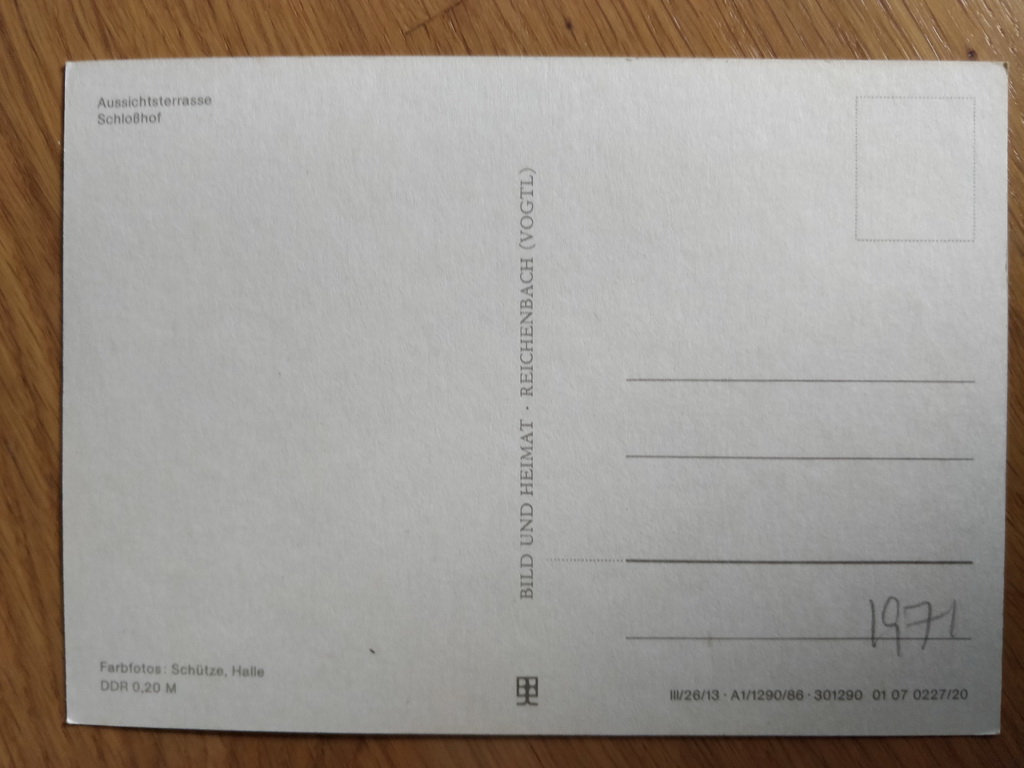 Aussichtsterrasse
Schloßhof
BILD UND HEIMAT · REICHENBACH (VOGTL)
1971
Farbfotos: Schütze, Halle
DDR 0,20 M
III/26/13 · A1/1290/86 · 301290 01 07 0227/20